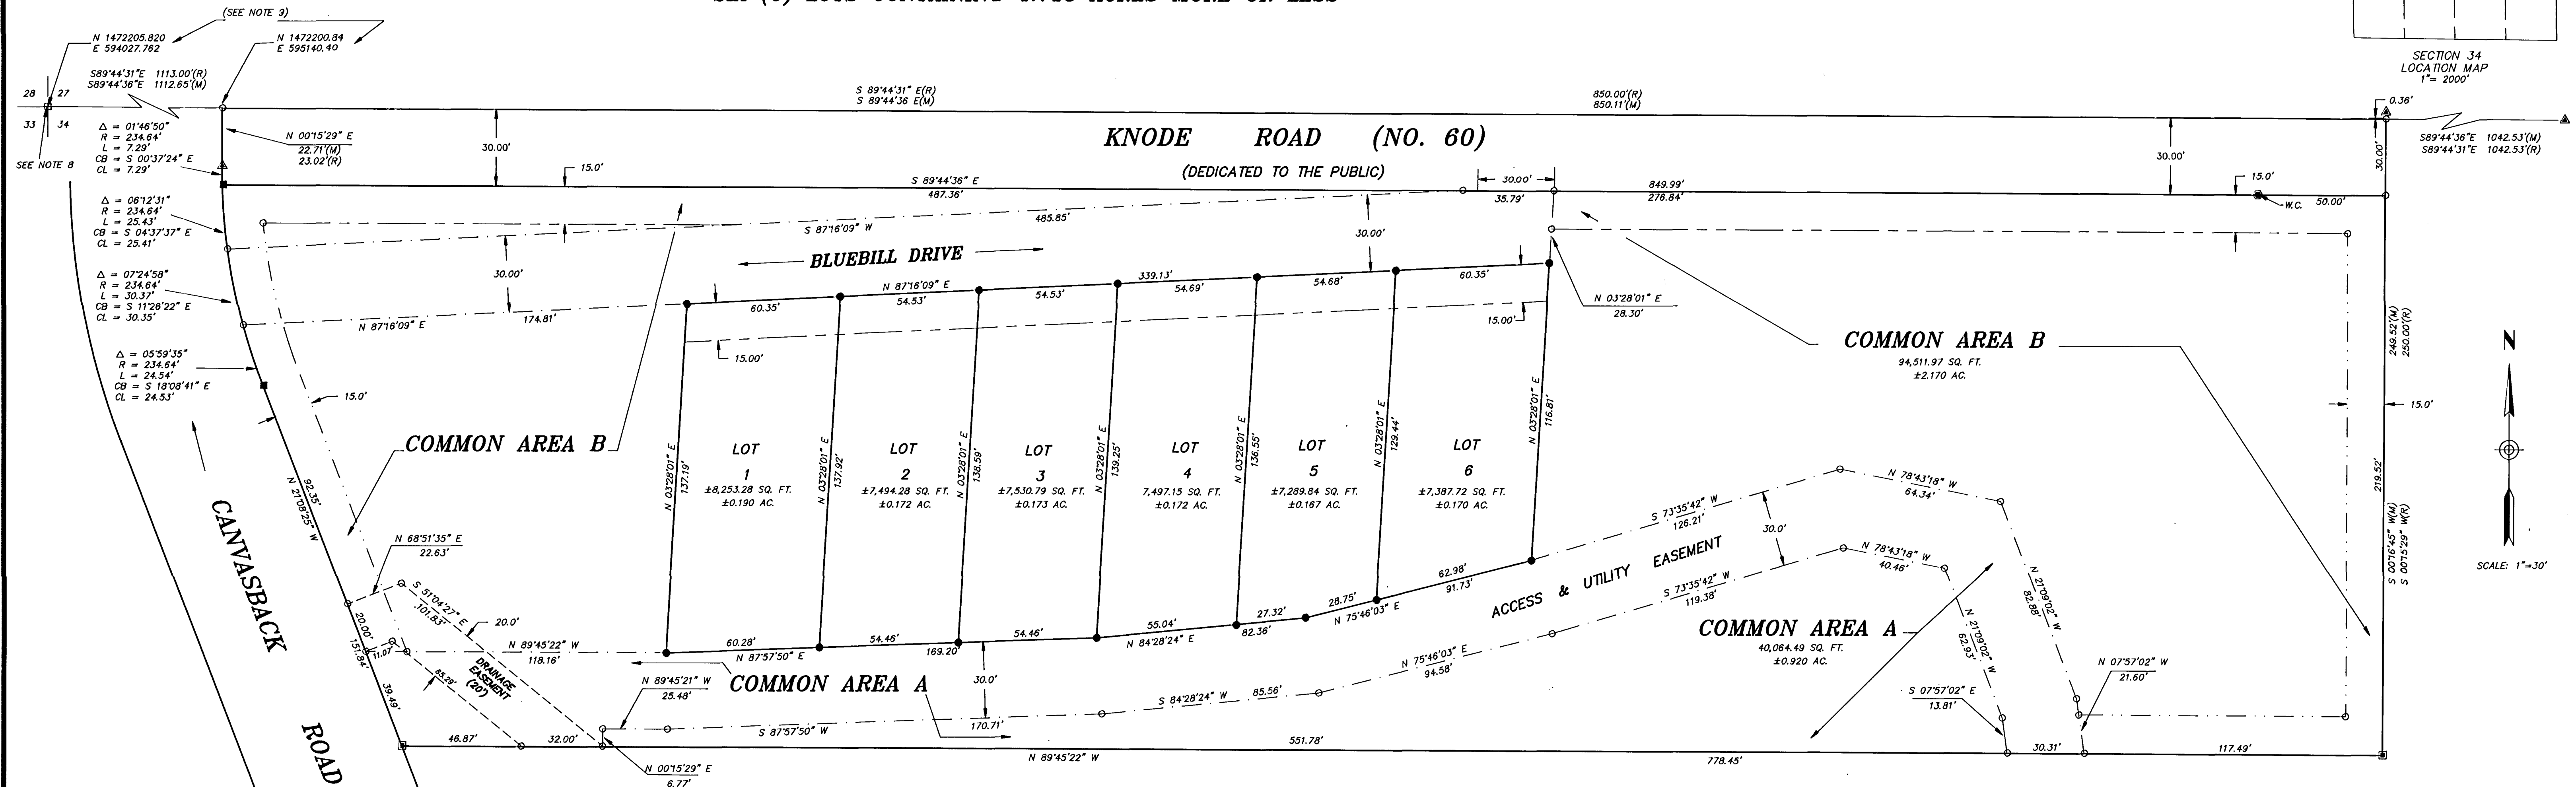 (SEE NOTE 9)
N 1472205.820
E 594027.762
N 1472200.84
E 595140.40
S89°44'31"E 1113.00'(R)
S89°44'36"E 1112.65'(M)
28 27
33 34
SEE NOTE 8
SECTION 34
LOCATION MAP
1"= 2000'
S 89°44'31" E(R)
S 89°44'36 E(M)
850.00'(R)
850.11'(M)
0.36'
S89°44'36"E 1042.53'(M)
S89°44'31"E 1042.53'(R)
Δ = 01°46'50"
R = 234.64'
L = 7.29'
CB = S 00°37'24" E
CL = 7.29'
N 00°15'29" E
22.71'(M)
23.02'(R)
30.00'
KNODE ROAD (NO. 60)
(DEDICATED TO THE PUBLIC)
30.00'
30.00'
15.0'
S 89°44'36" E
487.36'
30.00'
35.79'
849.99'
276.84'
15.0'
W.C.
50.00'
Δ = 06°12'31"
R = 234.64'
L = 25.43'
CB = S 04°37'37" E
CL = 25.41'
S 87°16'09" W
485.85'
30.00'
BLUEBILL DRIVE
30.00'
Δ = 07°24'58"
R = 234.64'
L = 30.37'
CB = S 11°26'22" E
CL = 30.35'
N 87°16'09" E
174.81'
60.35'
N 87°16'09" E
54.53'
54.53'
339.13'
54.69'
54.68'
60.35'
N 03°28'01" E
28.30'
15.00'
15.00'
Δ = 05°59'35"
R = 234.64'
L = 24.54'
CB = S 18°08'41" E
CL = 24.53'
15.0'
COMMON AREA B
94,511.97 SQ. FT.
±2.170 AC.
249.52'(M)
250.00'(R)
15.0'
N
SCALE: 1"=30'
COMMON AREA B
N 03°28'01" E
137.19'
LOT
1
±8,253.28 SQ. FT.
±0.190 AC.
N 03°28'01" E
137.92'
LOT
2
±7,494.28 SQ. FT.
±0.172 AC.
N 03°28'01" E
138.59'
LOT
3
±7,530.79 SQ. FT.
±0.173 AC.
N 03°28'01" E
139.25'
LOT
4
7,497.15 SQ. FT.
±0.172 AC.
N 03°28'01" E
136.55'
LOT
5
±7,289.84 SQ. FT.
±0.167 AC.
N 03°28'01" E
129.44'
LOT
6
±7,387.72 SQ. FT.
±0.170 AC.
N 03°28'01" E
116.81'
219.52'
S 00°16'45" W(M)
S 00°15'29" W(R)
92.35'
N 21°08'25" W
CANVASBACK
ROAD
N 68°51'35" E
22.63'
S 51°04'27" E
101.83'
20.0'
20.00'
151.84'
11.07'
N 89°45'22" W
118.16'
65.29'
DRAINAGE
EASEMENT
(20')
39.49'
60.28'
N 87°57'50" E
54.46'
169.20'
54.46'
55.04'
N 84°28'24" E
27.32'
82.36'
28.75'
N 75°46'03" E
62.98'
91.73'
S 73°35'42" W
126.21'
N 78°43'18" W
64.34'
30.0'
ACCESS & UTILITY EASEMENT
S 73°35'42" W
119.38'
N 78°43'18" W
40.46'
N 21°09'02" W
82.88'
N 21°09'02" W
62.93'
COMMON AREA A
40,064.49 SQ. FT.
±0.920 AC.
N 07°57'02" W
21.60'
S 07°57'02" E
13.81'
N 89°45'21" W
25.48'
COMMON AREA A
30.0'
S 87°57'50" W
170.71'
S 84°28'24" W
85.56'
N 75°46'03" E
94.58'
46.87'
32.00'
N 00°15'29" E
6.77'
N 89°45'22" W
551.78'
778.45'
30.31'
117.49'